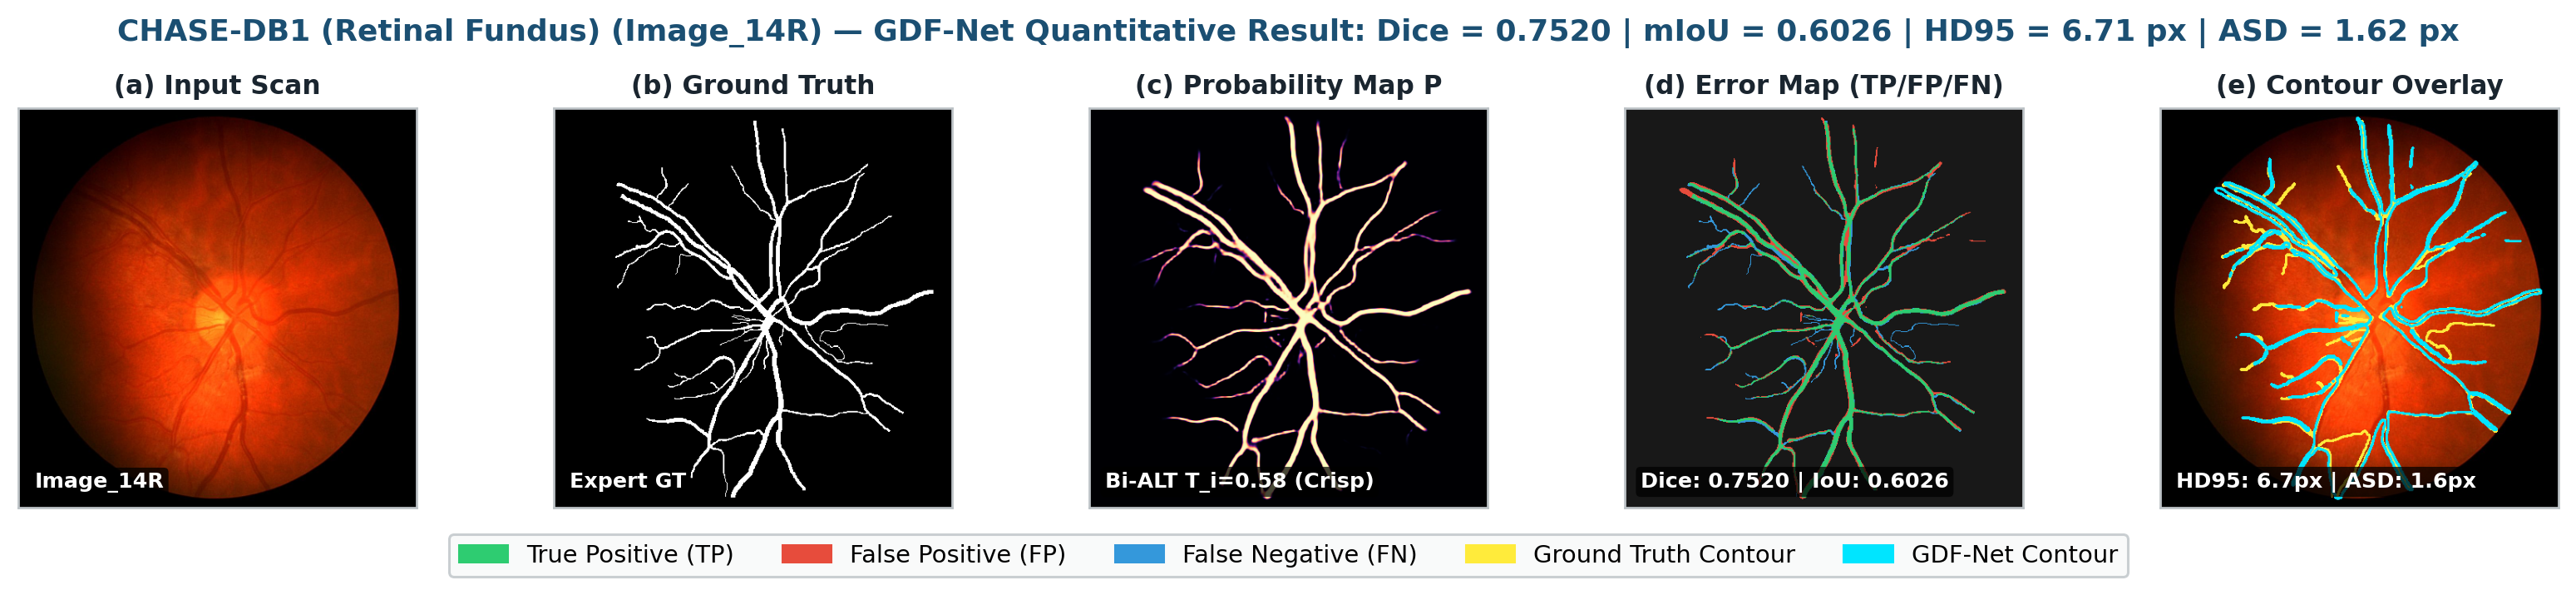 CHASE-DB1 (Retinal Fundus) (Image_14R) — GDF-Net Quantitative Result: Dice = 0.7520 | mIoU = 0.6026 | HD95 = 6.71 px | ASD = 1.62 px
(a) Input Scan
(b) Ground Truth
(c) Probability Map P
(d) Error Map (TP/FP/FN)
(e) Contour Overlay
Image_14R
Expert GT
Bi-ALT T_i=0.58 (Crisp)
Dice: 0.7520 | IoU: 0.6026
HD95: 6.7px | ASD: 1.6px
True Positive (TP)
False Positive (FP)
False Negative (FN)
Ground Truth Contour
GDF-Net Contour